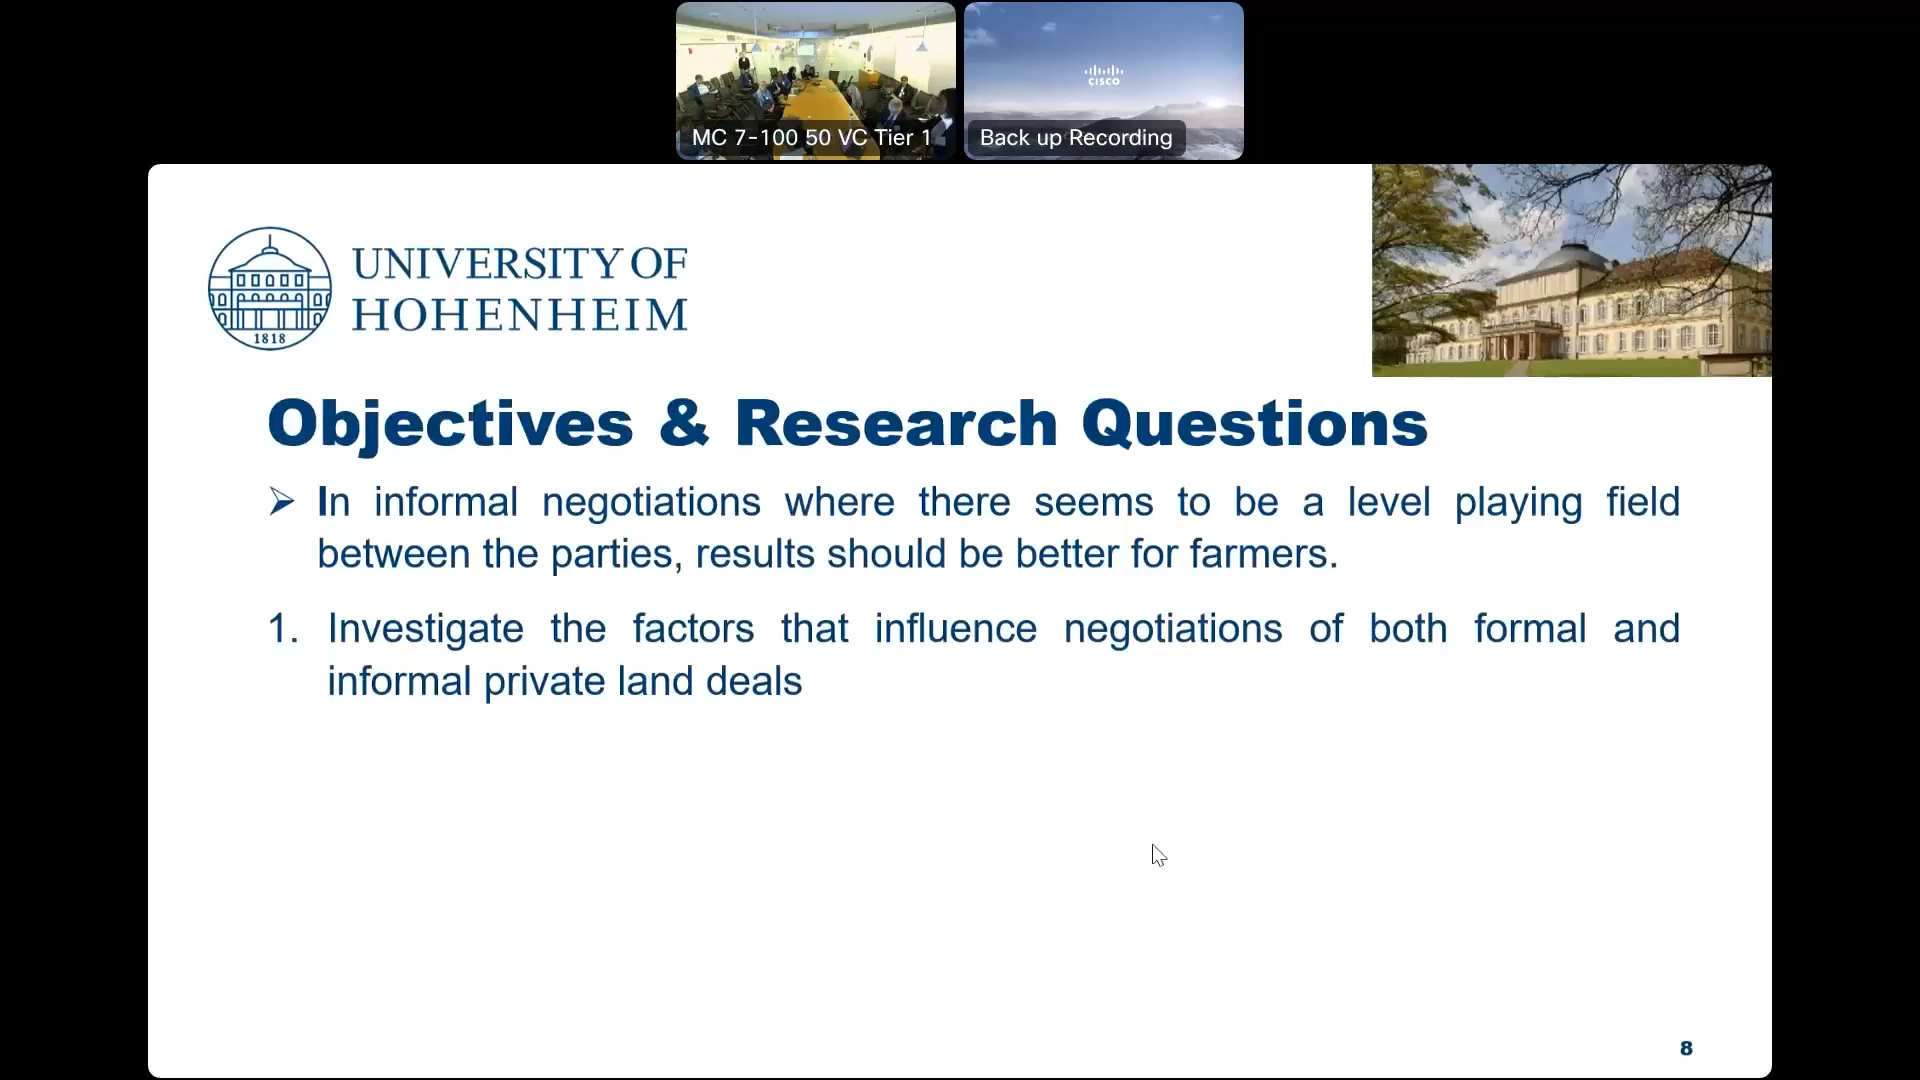 MC 7-100 50 VC Tier 1
CISCO
Back up Recording
UNIVERSITY OF
HOHENHEIM
1818
Objectives & Research Questions
➢ In informal negotiations where there seems to be a level playing field
between the parties, results should be better for farmers.
1. Investigate the factors that influence negotiations of both formal and
informal private land deals
8